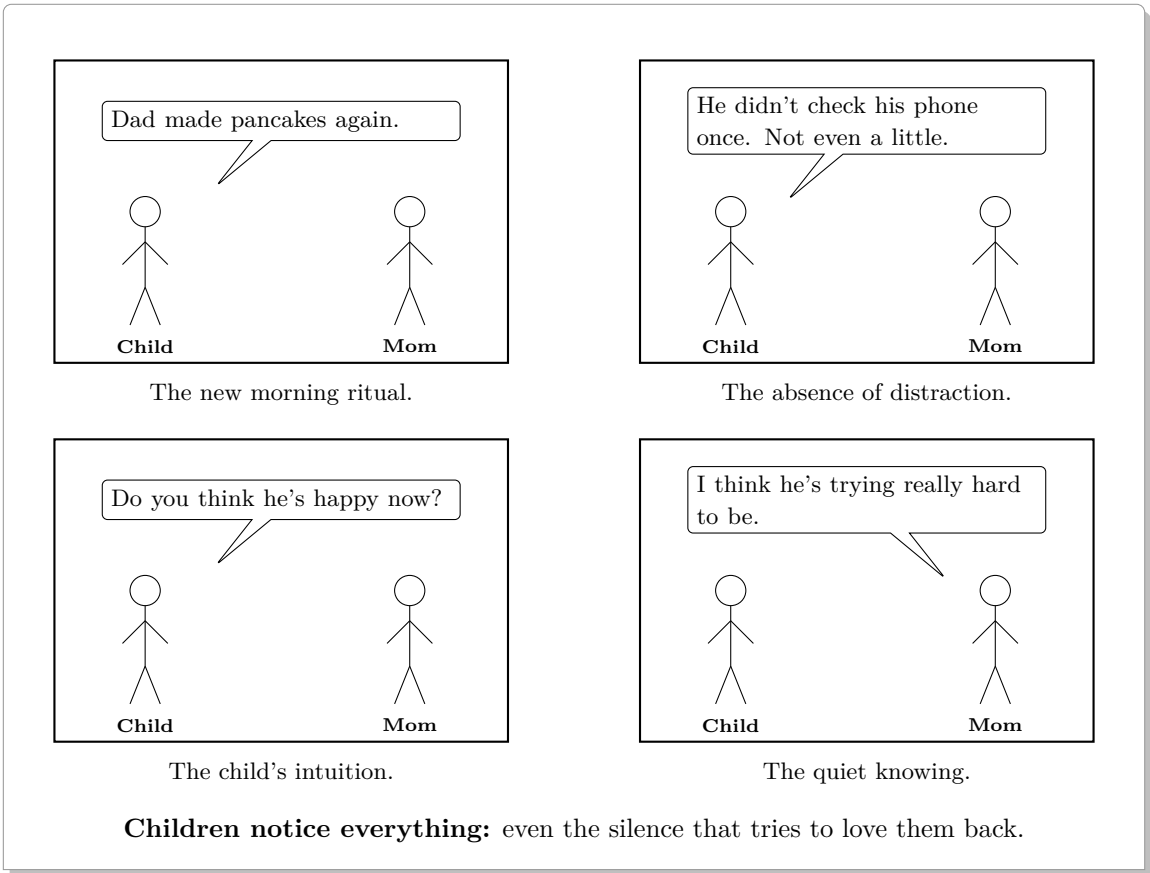 Dad made pancakes again.
Child
Mom
The new morning ritual.
He didn't check his phone
once. Not even a little.
Child
Mom
The absence of distraction.
Do you think he's happy now?
Child
Mom
The child's intuition.
I think he's trying really hard
to be.
Child
Mom
The quiet knowing.
Children notice everything: even the silence that tries to love them back.